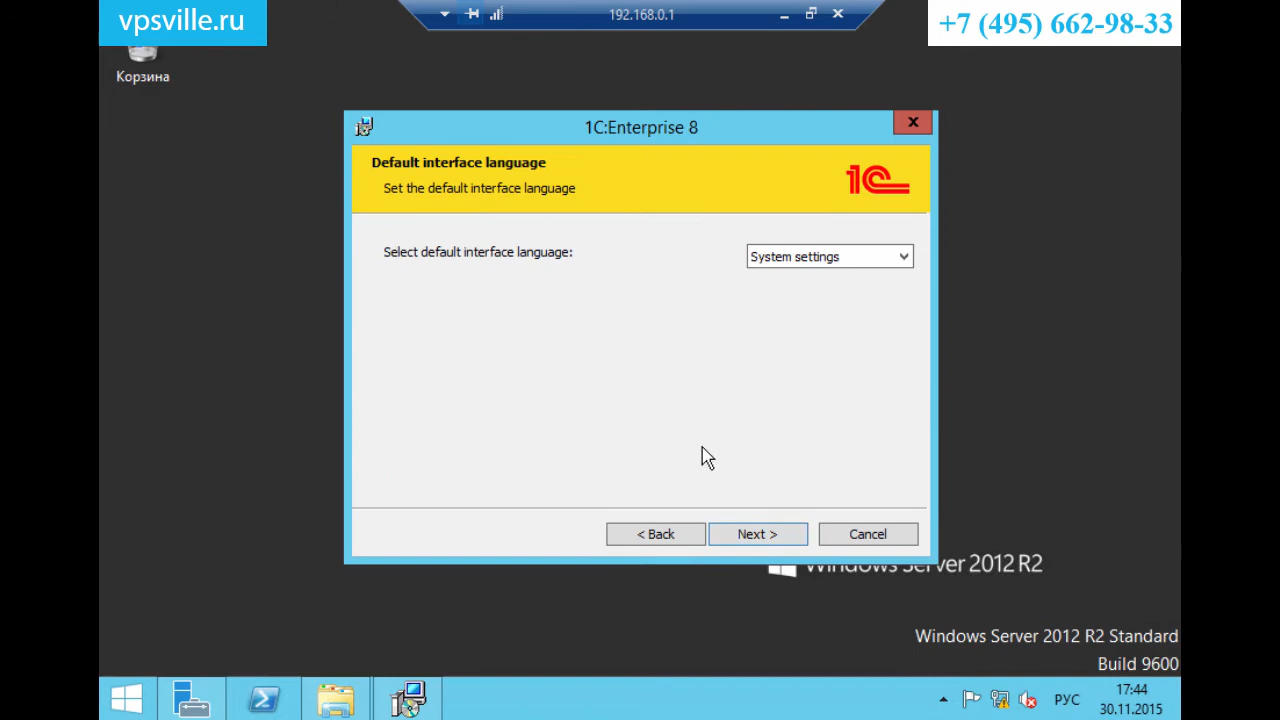 vpsville.ru
192.168.0.1
+7 (495) 662-98-33
Корзина
1C:Enterprise 8
Default interface language
Set the default interface language
1C
Select default interface language:
System settings
< Back
Next >
Cancel
Windows Server 2012 R2
Windows Server 2012 R2 Standard
Build 9600
РУС
17:44
30.11.2015